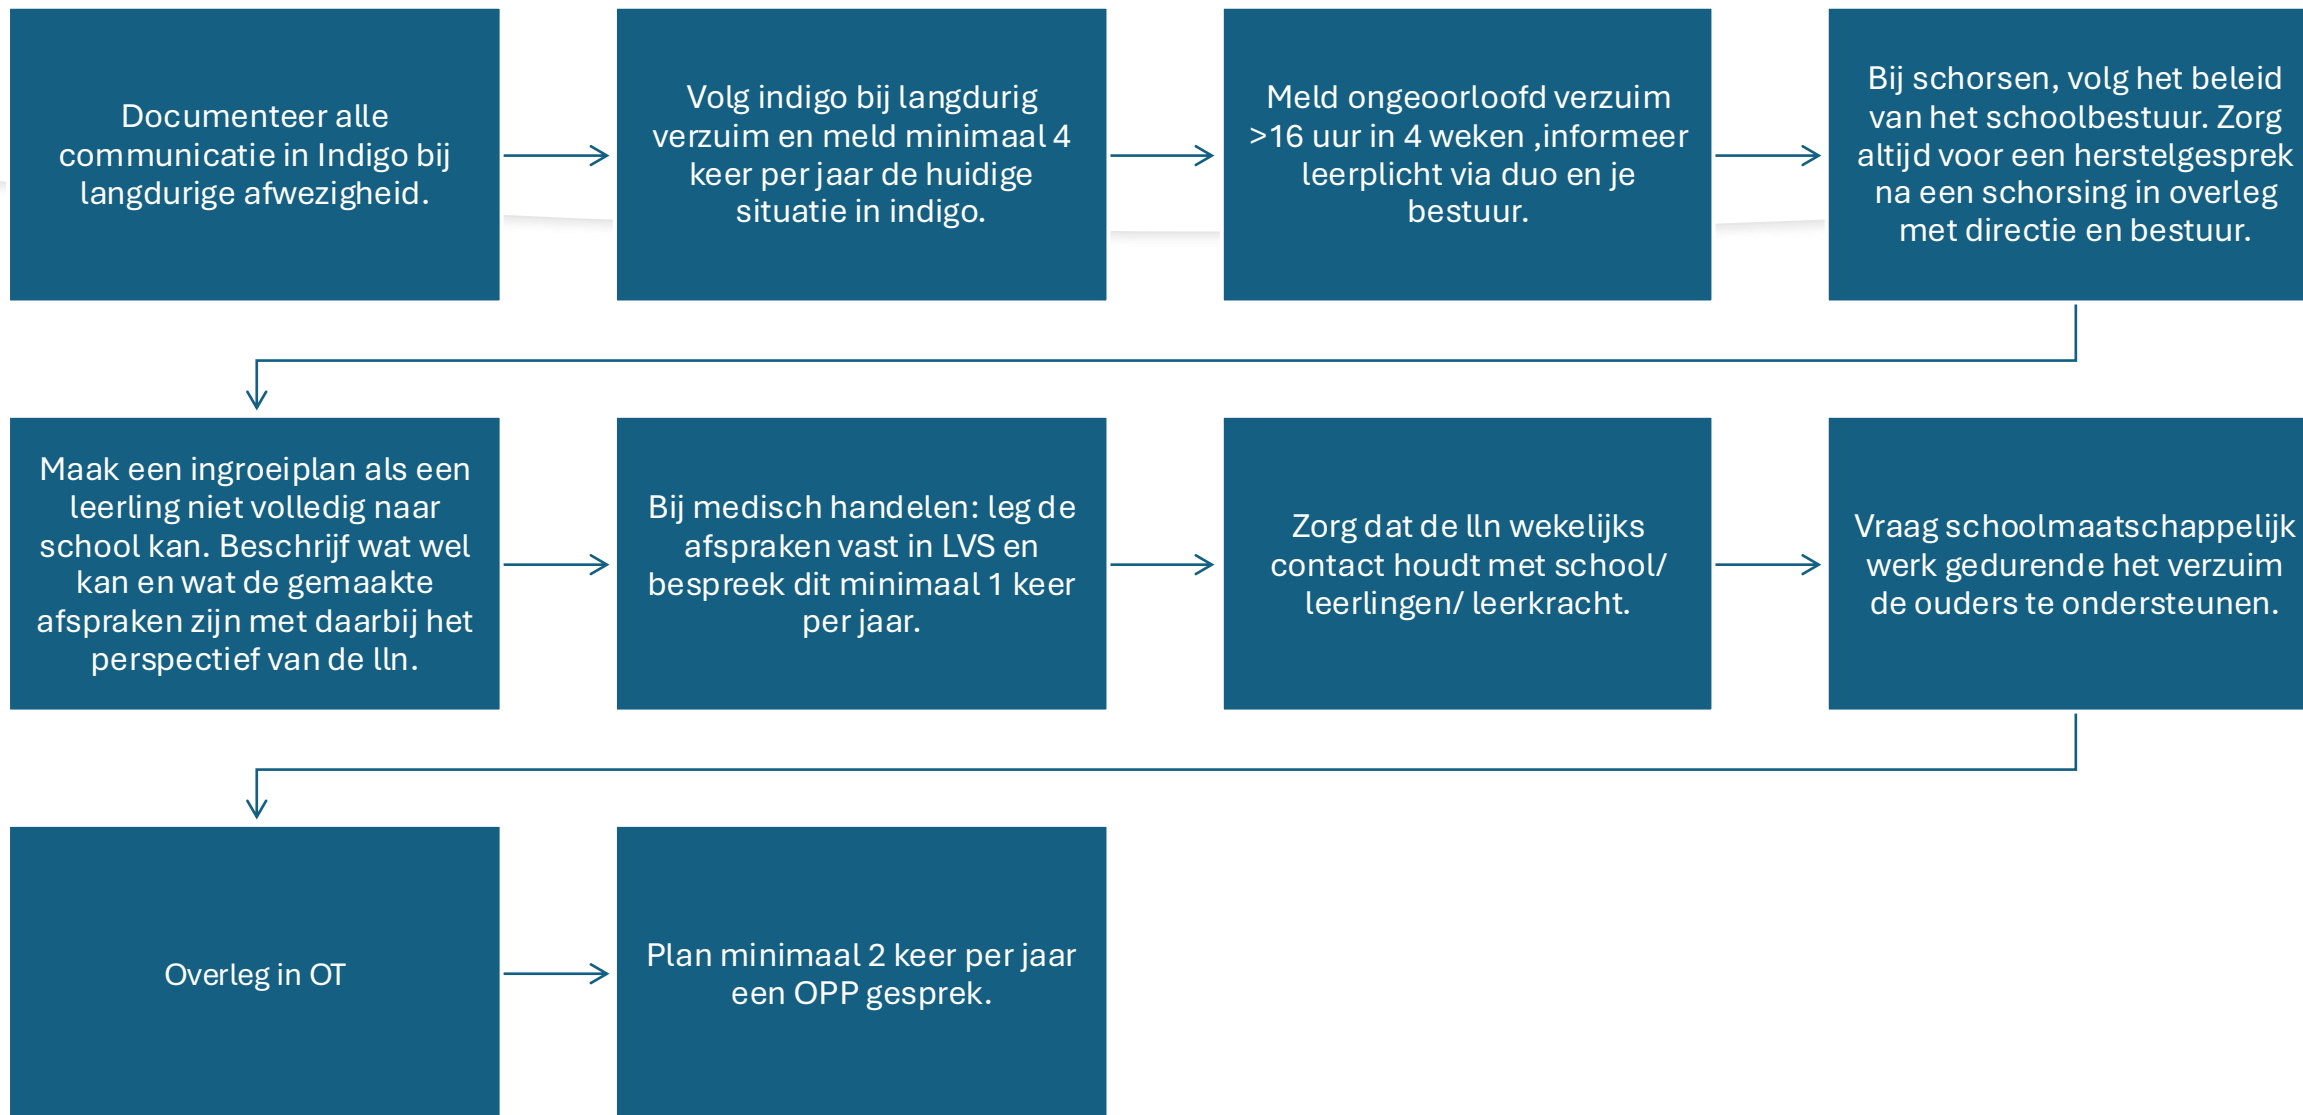 Documenteer alle
communicatie in Indigo bij
langdurige afwezigheid.
Volg indigo bij langdurig
verzuim en meld minimaal 4
keer per jaar de huidige
situatie in indigo.
Meld ongeoorloofd verzuim
>16 uur in 4 weken ,informeer
leerplicht via duo en je
bestuur.
Bij schorsen, volg het beleid
van het schoolbestuur. Zorg
altijd voor een herstelgesprek
na een schorsing in overleg
met directie en bestuur.
Maak een ingroeiplan als een
leerling niet volledig naar
school kan. Beschrijf wat wel
kan en wat de gemaakte
afspraken zijn met daarbij het
perspectief van de lln.
Bij medisch handelen: leg de
afspraken vast in LVS en
bespreek dit minimaal 1 keer
per jaar.
Zorg dat de lln wekelijks
contact houdt met school/
leerlingen/ leerkracht.
Vraag schoolmaatschappelijk
werk gedurende het verzuim
de ouders te ondersteunen.
Overleg in OT
Plan minimaal 2 keer per jaar
een OPP gesprek.